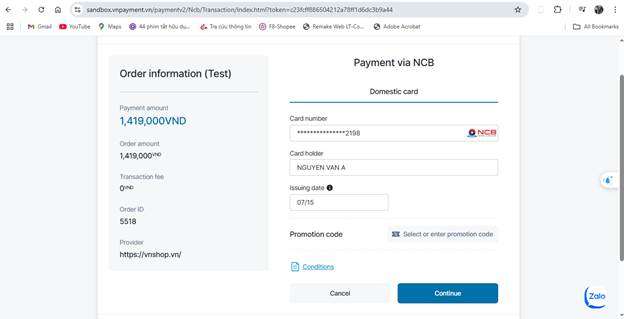 sandbox.vnpayment.vn/paymentv2/Ncb/Transaction/Index.html?token=c23fcff886504212a78ff1d6dc3b9a44
Gmail YouTube Maps 44 phim tắt hữu dụ... Tra cứu thông tin F8-Shopee Remake Web LT-Co... Adobe Acrobat All Bookmarks
Order information (Test)
Payment amount
1,419,000VND
Order amount
1,419,000VND
Transaction fee
0VND
Order ID
5518
Provider
https://vnshop.vn/
Payment via NCB
Domestic card
Card number
***************2198
NCB
Card holder
NGUYEN VAN A
Issuing date
07/15
Promotion code
Select or enter promotion code
Conditions
Cancel
Continue
Zalo